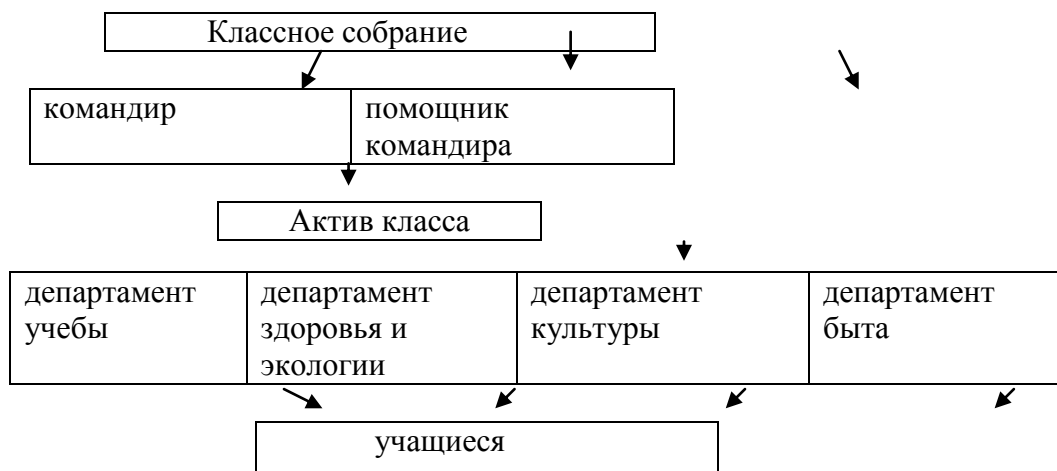 Классное собрание
командир
помощник
командира
Актив класса
департамент
учебы
департамент
здоровья и
экологии
департамент
культуры
департамент
быта
учащиеся